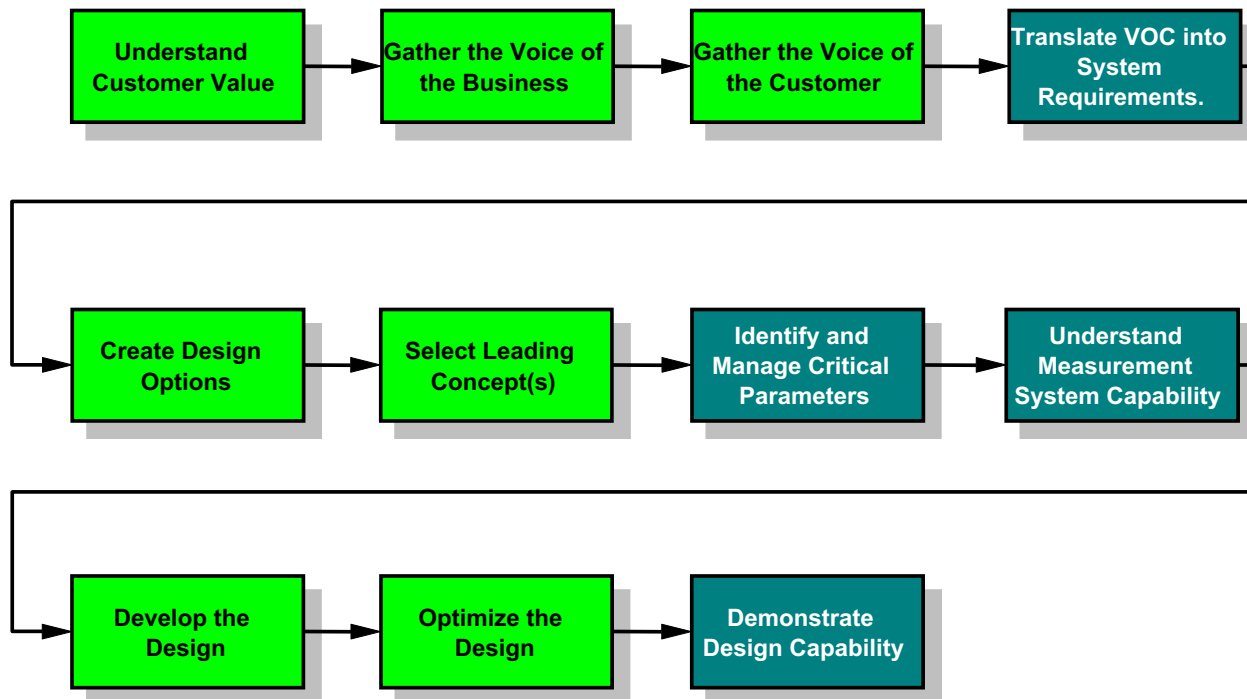 Understand
Customer Value
Gather the Voice of
the Business
Gather the Voice of
the Customer
Translate VOC into
System
Requirements.
Create Design
Options
Select Leading
Concept(s)
Identify and
Manage Critical
Parameters
Understand
Measurement
System Capability
Develop the
Design
Optimize the
Design
Demonstrate
Design Capability